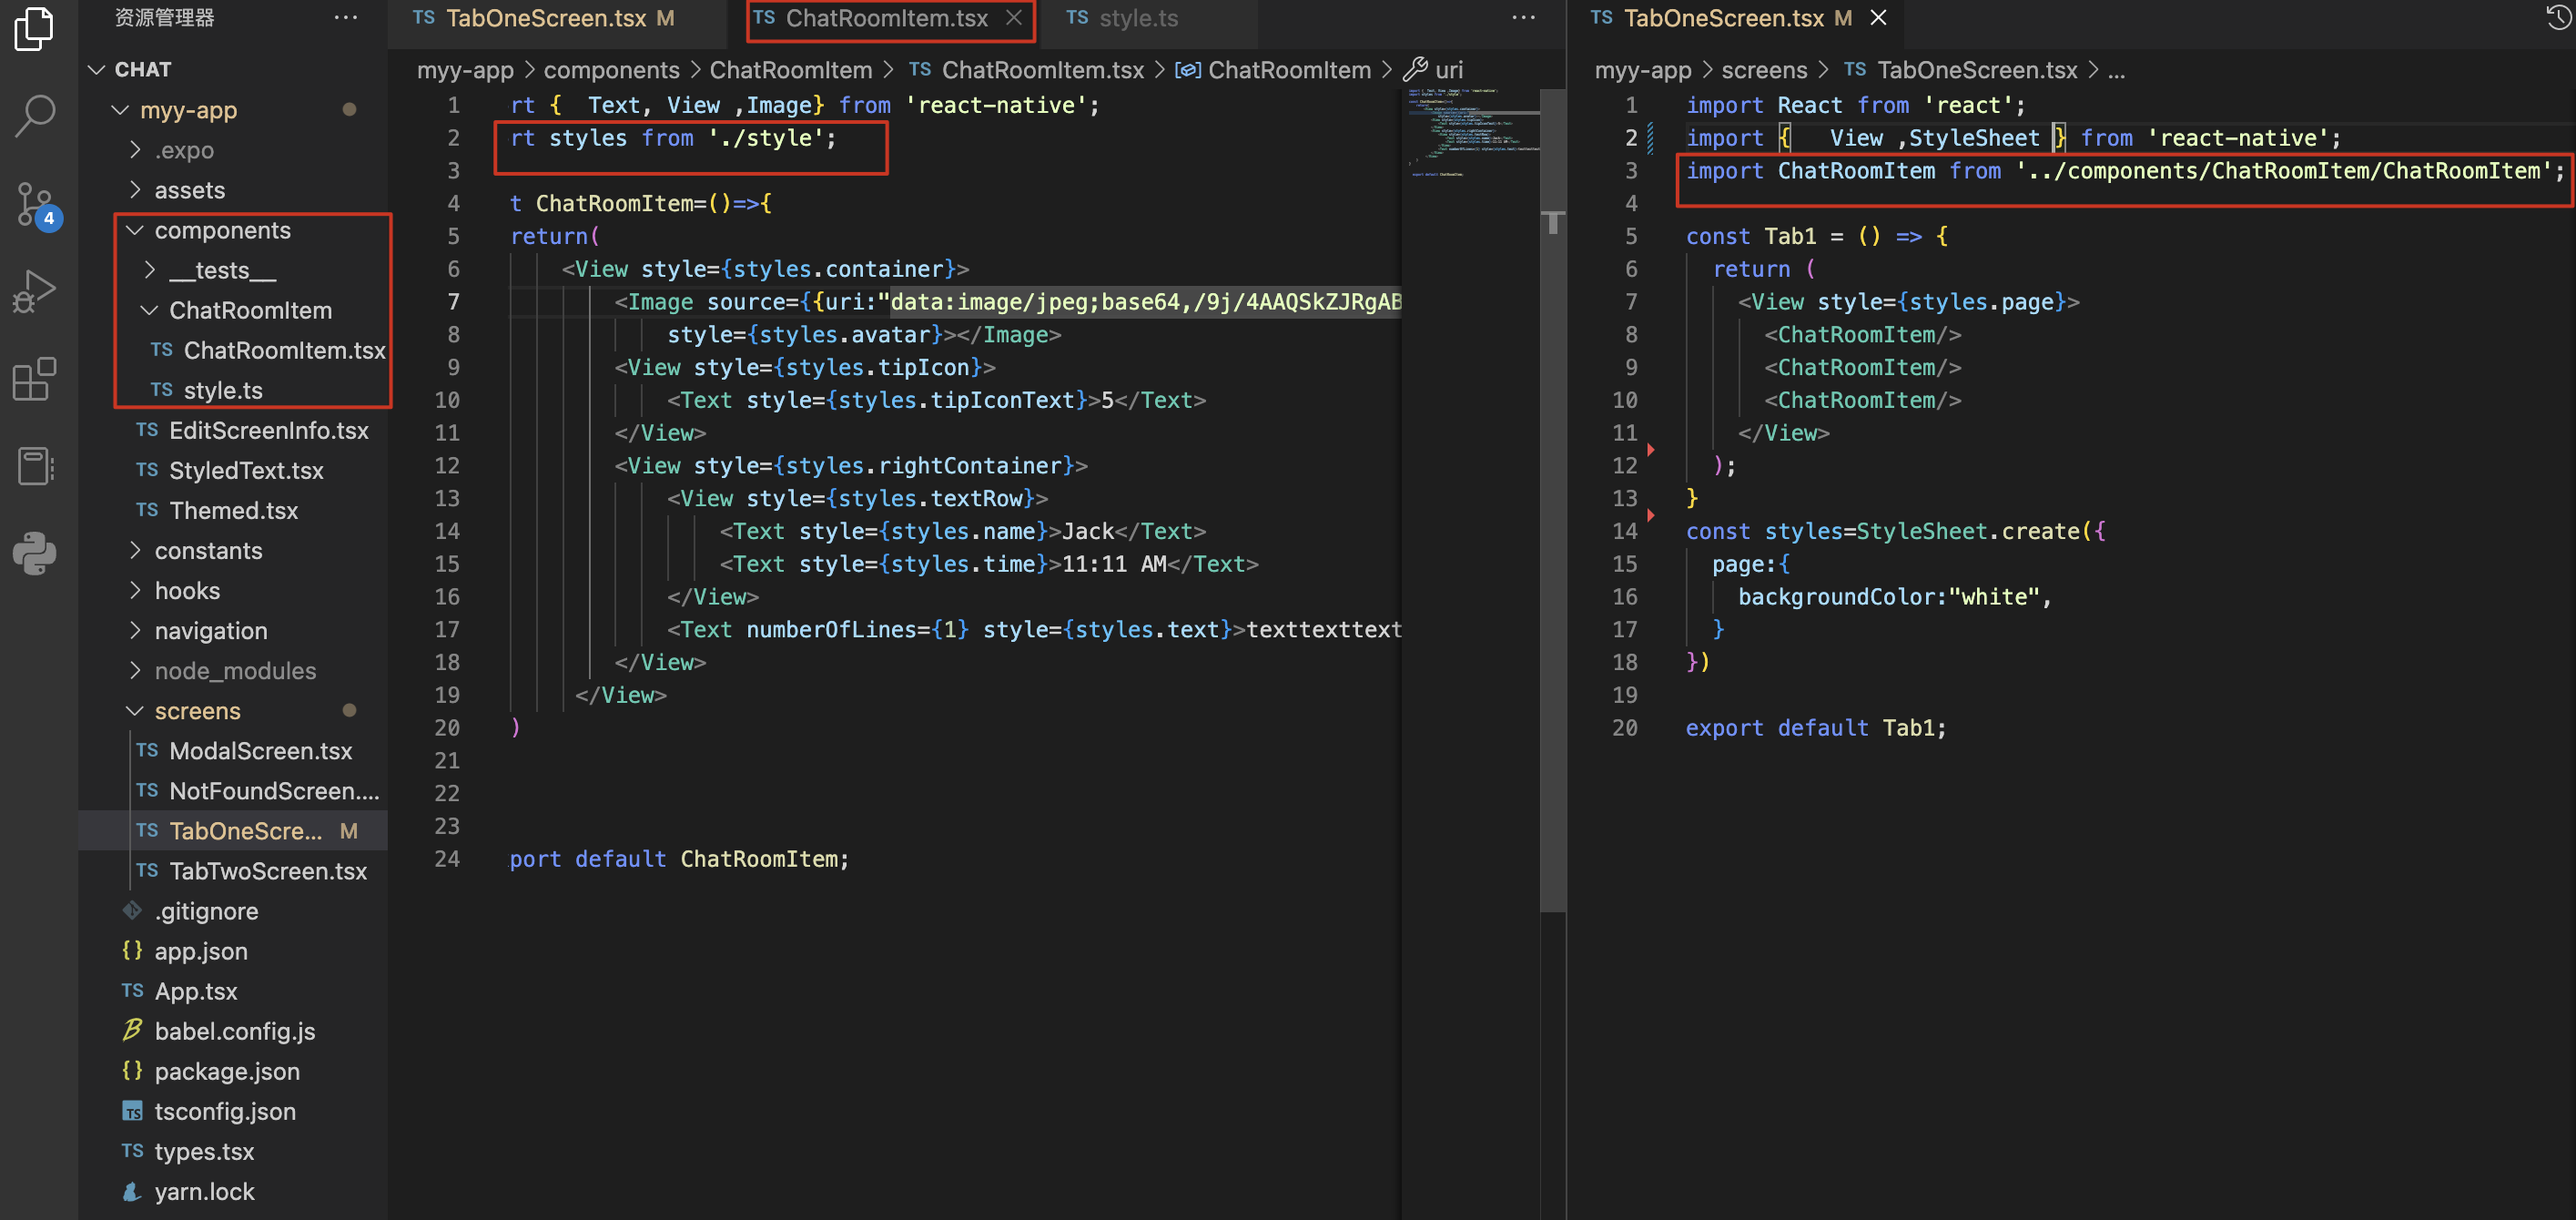 资源管理器
CHAT
myy-app
.expo
assets
components
__tests__
ChatRoomItem
TS ChatRoomItem.tsx
TS style.ts
TS EditScreenInfo.tsx
TS StyledText.tsx
TS Themed.tsx
constants
hooks
navigation
node_modules
screens
TS ModalScreen.tsx
TS NotFoundScreen....
TS TabOneScre... M
TS TabTwoScreen.tsx
.gitignore
{} app.json
TS App.tsx
babel.config.js
{} package.json
TS tsconfig.json
TS types.tsx
yarn.lock
4
TS TabOneScreen.tsx M
TS ChatRoomItem.tsx
TS style.ts
myy-app > components > ChatRoomItem > TS ChatRoomItem.tsx > ChatRoomItem > uri
1 rt {  Text, View ,Image} from 'react-native';
2 rt styles from './style';
3
4 t ChatRoomItem=()=>{
5 return(
6 <View style={styles.container}>
7 <Image source={{uri:"data:image/jpeg;base64,/9j/4AAQSkZJRgAB
8 style={styles.avatar}></Image>
9 <View style={styles.tipIcon}>
10 <Text style={styles.tipIconText}>5</Text>
11 </View>
12 <View style={styles.rightContainer}>
13 <View style={styles.textRow}>
14 <Text style={styles.name}>Jack</Text>
15 <Text style={styles.time}>11:11 AM</Text>
16 </View>
17 <Text numberOfLines={1} style={styles.text}>texttexttext
18 </View>
19 </View>
20 )
21
22
23
24 port default ChatRoomItem;
TS TabOneScreen.tsx M
myy-app > screens > TS TabOneScreen.tsx > ...
1 import React from 'react';
2 import {   View ,StyleSheet } from 'react-native';
3 import ChatRoomItem from '../components/ChatRoomItem/ChatRoomItem';
4
5 const Tab1 = () => {
6 return (
7 <View style={styles.page}>
8 <ChatRoomItem/>
9 <ChatRoomItem/>
10 <ChatRoomItem/>
11 </View>
12 );
13 }
14 const styles=StyleSheet.create({
15 page:{
16 backgroundColor:"white",
17 }
18 })
19
20 export default Tab1;